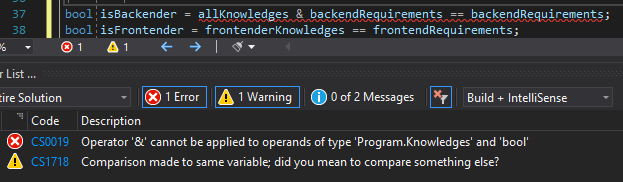 37 bool isBackender = allKnowledges & backendRequirements == backendRequirements;
38 bool isFrontender = frontenderKnowledges == frontendRequirements;
% 1 1
r List ...
tire Solution 1 Error 1 Warning 0 of 2 Messages Build + IntelliSense
Code Description
CS0019 Operator '&' cannot be applied to operands of type 'Program.Knowledges' and 'bool'
CS1718 Comparison made to same variable; did you mean to compare something else?